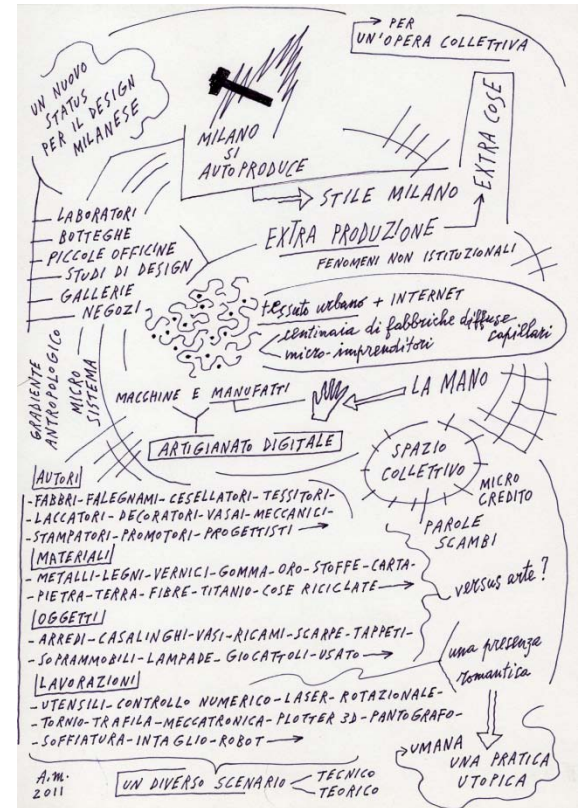 PER
UN'OPERA COLLETTIVA
UN NUOVO
STATUS
PER IL DESIGN
MILANESE
MILANO
SI
AUTOPRODUCE
STILE MILANO
EXTRA COSE
EXTRA PRODUZIONE
FENOMENI NON ISTITUZIONALI
LABORATORI
BOTTEGHE
PICCOLE OFFICINE
STUDI DI DESIGN
GALLERIE
NEGOZI
tessuto urbano + INTERNET
centinaia di fabbriche diffuse
capillari
micro-imprenditori
GRADIENTE
ANTROPOLOGICO
MICRO
SISTEMA
MACCHINE E MANUFATTI
LA MANO
ARTIGIANATO DIGITALE
SPAZIO
COLLETTIVO
MICRO
CREDITO
PAROLE
SCAMBI
AUTORI
-FABBRI-FALEGNAMI-CESELLATORI-TESSITORI-
-LACCATORI-DECORATORI-VASAI-MECCANICI-
-STAMPATORI-PROMOTORI-PROGETTISTI
MATERIALI
-METALLI-LEGNI-VERNICI-GOMMA-ORO-STOFFE-CARTA-
-PIETRA-TERRA-FIBRE-TITANIO-COSE RICICLATE
versus arte?
OGGETTI
-ARREDI-CASALINGHI-VASI-RICAMI-SCARPE-TAPPETI-
-SOPRAMMOBILI-LAMPADE-GIOCATTOLI-USATO
una presenza
romantica
LAVORAZIONI
-UTENSILI-CONTROLLO NUMERICO-LASER-ROTAZIONALE-
-TORNIO-TRAFILA-MECCATRONICA-PLOTTER 3D-PANTOGRAFO-
-SOFFIATURA-INTAGLIO-ROBOT
UMANA
UNA PRATICA
UTOPICA
A.M.
2011
UN DIVERSO SCENARIO
TECNICO
TEORICO